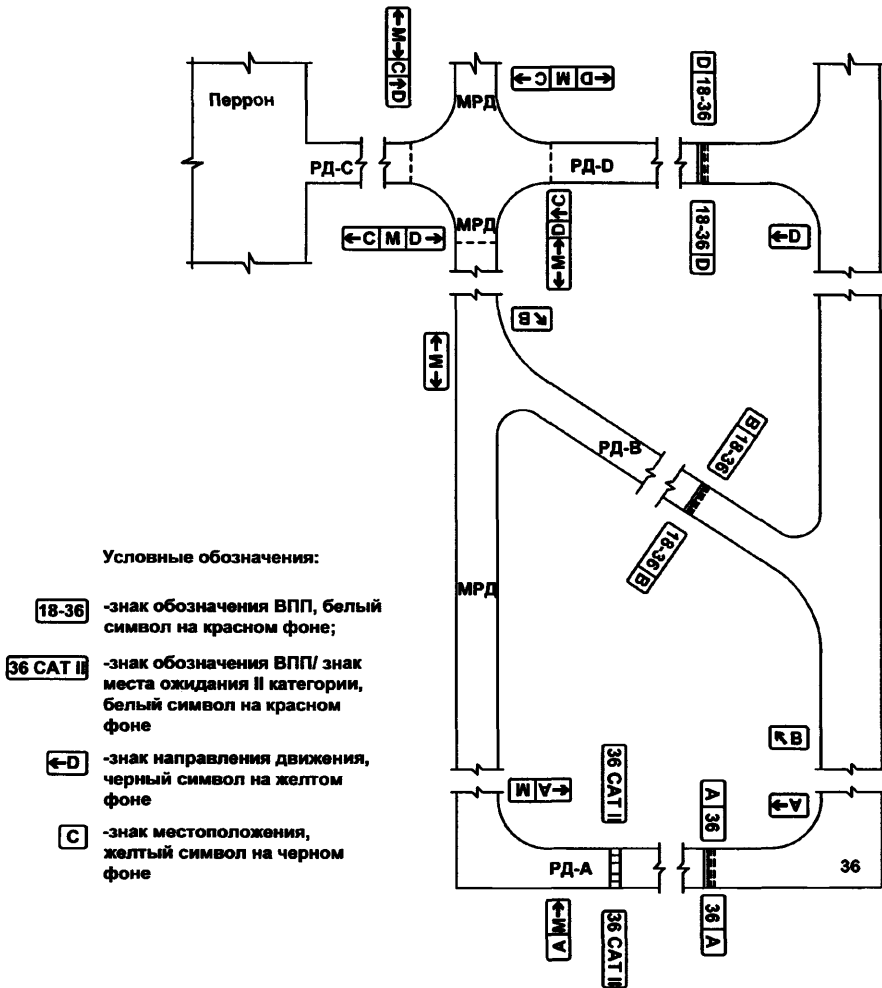 ←M→C↗D
←C M D→
D 18-36
Перрон
МРД
РД-C
РД-D
МРД
←C M D→
←M→D↗C
18-36 D
←D
↖B
←M→
B 18-36
РД-B
18-36 B
Условные обозначения:
МРД
18-36 -знак обозначения ВПП, белый
символ на красном фоне;
36 CAT II -знак обозначения ВПП/ знак
места ожидания II категории,
белый символ на красном
фоне
←D -знак направления движения,
черный символ на желтом
фоне
C -знак местоположения,
желтый символ на черном
фоне
↖B
M A→
36 CAT II
A 36
←A
РД-A
36
A M→
36 CAT II
36 A